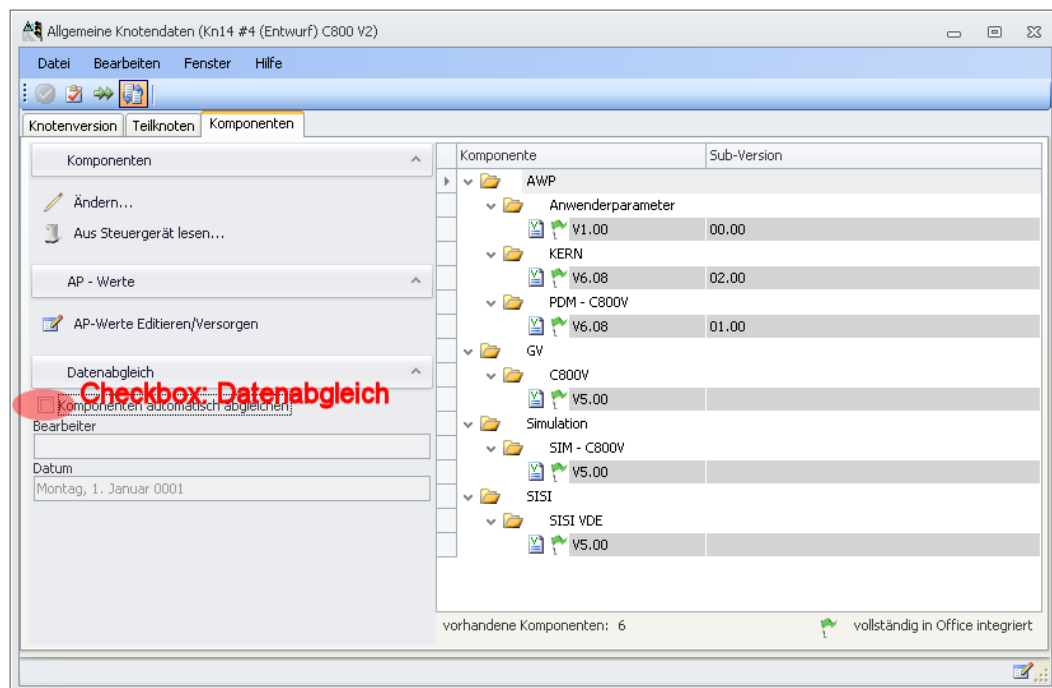 Allgemeine Knotendaten (Kn14 #4 (Entwurf) C800 V2)
Datei Bearbeiten Fenster Hilfe
Knotenversion Teilknoten Komponenten
Komponenten
Ändern...
Aus Steuergerät lesen...
AP - Werte
AP-Werte Editieren/Versorgen
Datenabgleich
Checkbox: Datenabgleich
Komponenten automatisch abgleichen
Bearbeiter
Datum
Montag, 1. Januar 0001
Komponente Sub-Version
AWP
Anwenderparameter
V1.00 00.00
KERN
V6.08 02.00
PDM - C800V
V6.08 01.00
GV
C800V
V5.00
Simulation
SIM - C800V
V5.00
SISI
SISI VDE
V5.00
vorhandene Komponenten: 6 vollständig in Office integriert